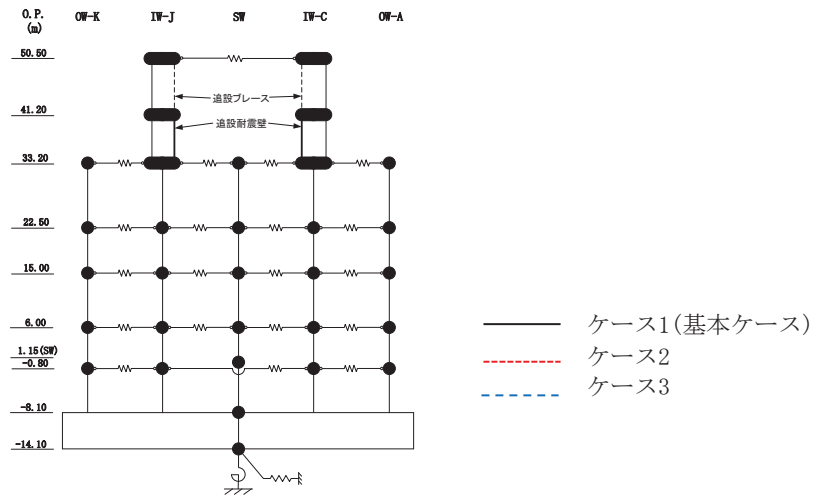 O.P.
(m)
OW-K IW-J SW IW-C OW-A
50.50
追設ブレース
41.20
追設耐震壁
33.20
22.50
15.00
6.00
1.15(SW)
-0.80
-8.10
-14.10
ケース1(基本ケース)
ケース2
ケース3